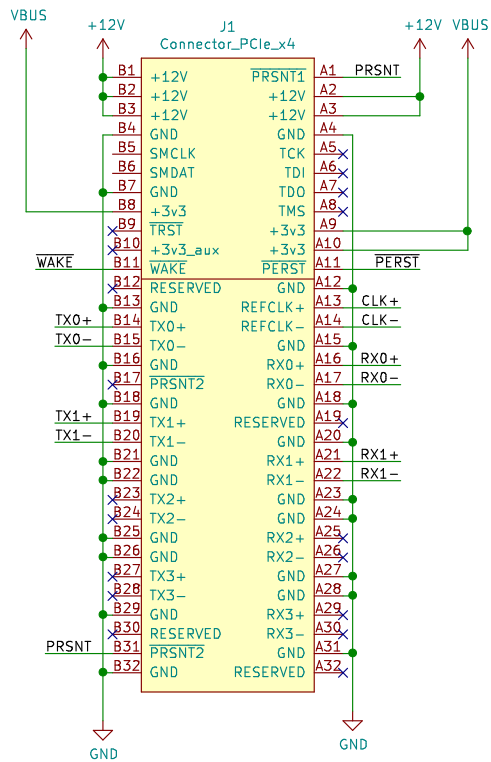 VBUS
+12V
J1
Connector_PCIe_x4
+12V
VBUS
B1 +12V PRSNT1 A1 PRSNT
B2 +12V +12V A2
B3 +12V +12V A3
B4 GND GND A4
B5 SMCLK TCK A5
B6 SMDAT TDI A6
B7 GND TDO A7
B8 +3v3 TMS A8
B9 TRST +3v3 A9
B10 +3v3_aux +3v3 A10
WAKE B11 WAKE PERST A11 PERST
B12 RESERVED GND A12
B13 GND REFCLK+ A13 CLK+
TX0+ B14 TX0+ REFCLK- A14 CLK-
TX0- B15 TX0- GND A15
B16 GND RX0+ A16 RX0+
B17 PRSNT2 RX0- A17 RX0-
B18 GND GND A18
TX1+ B19 TX1+ RESERVED A19
TX1- B20 TX1- GND A20
B21 GND RX1+ A21 RX1+
B22 GND RX1- A22 RX1-
B23 TX2+ GND A23
B24 TX2- GND A24
B25 GND RX2+ A25
B26 GND RX2- A26
B27 TX3+ GND A27
B28 TX3- GND A28
B29 GND RX3+ A29
B30 RESERVED RX3- A30
PRSNT B31 PRSNT2 GND A31
B32 GND RESERVED A32
GND
GND